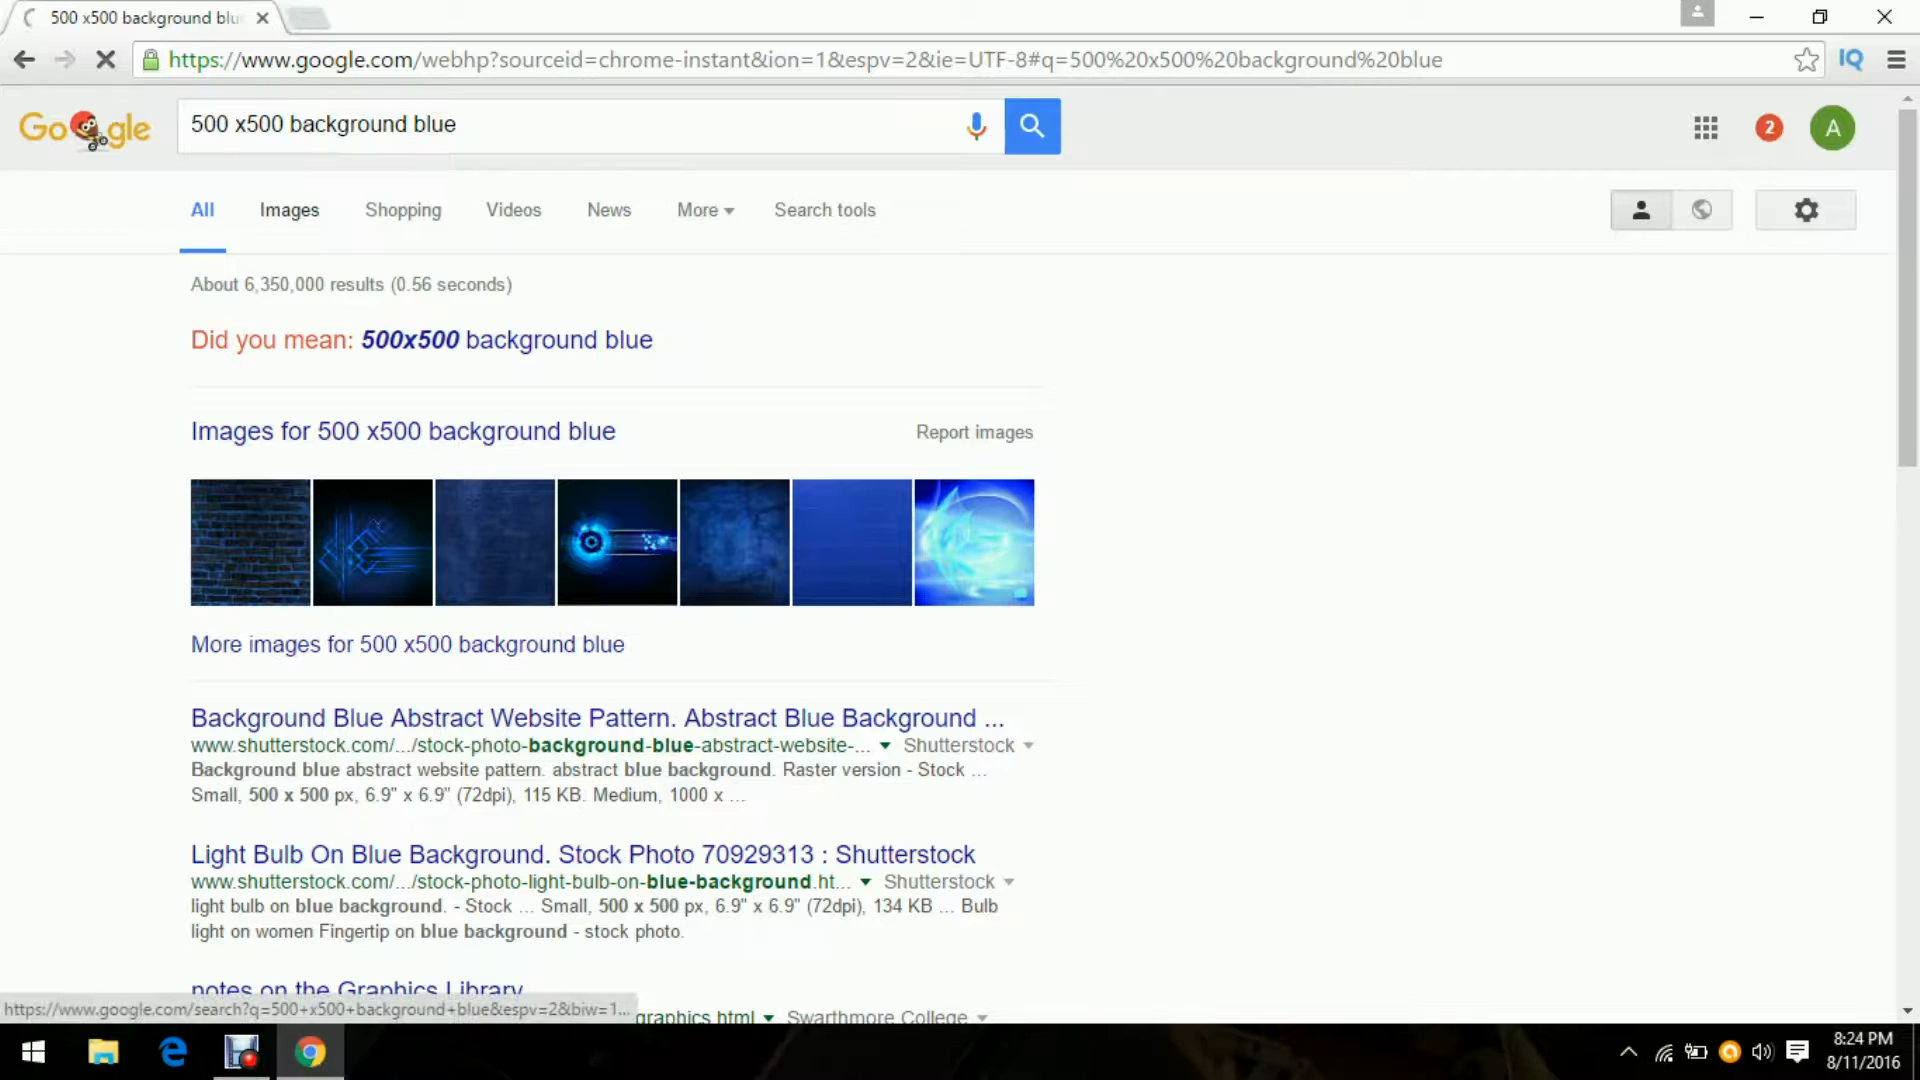 500 x500 background blu
https://www.google.com/webhp?sourceid=chrome-instant&ion=1&espv=2&ie=UTF-8#q=500%20x500%20background%20blue
IQ
Google
500 x500 background blue
2
A
All
Images
Shopping
Videos
News
More
Search tools
About 6,350,000 results (0.56 seconds)
Did you mean: 500x500 background blue
Images for 500 x500 background blue
Report images
More images for 500 x500 background blue
Background Blue Abstract Website Pattern. Abstract Blue Background ...
www.shutterstock.com/.../stock-photo-background-blue-abstract-website-... Shutterstock
Background blue abstract website pattern. abstract blue background. Raster version - Stock ...
Small, 500 x 500 px, 6.9" x 6.9" (72dpi), 115 KB. Medium, 1000 x ...
Light Bulb On Blue Background. Stock Photo 70929313 : Shutterstock
www.shutterstock.com/.../stock-photo-light-bulb-on-blue-background.ht... Shutterstock
light bulb on blue background. - Stock ... Small, 500 x 500 px, 6.9" x 6.9" (72dpi), 134 KB ... Bulb
light on women Fingertip on blue background - stock photo.
notes on the Graphics Library
https://www.google.com/search?q=500+x500+background+blue&espv=2&biw=1...
graphics.html Swarthmore College
8:24 PM
8/11/2016